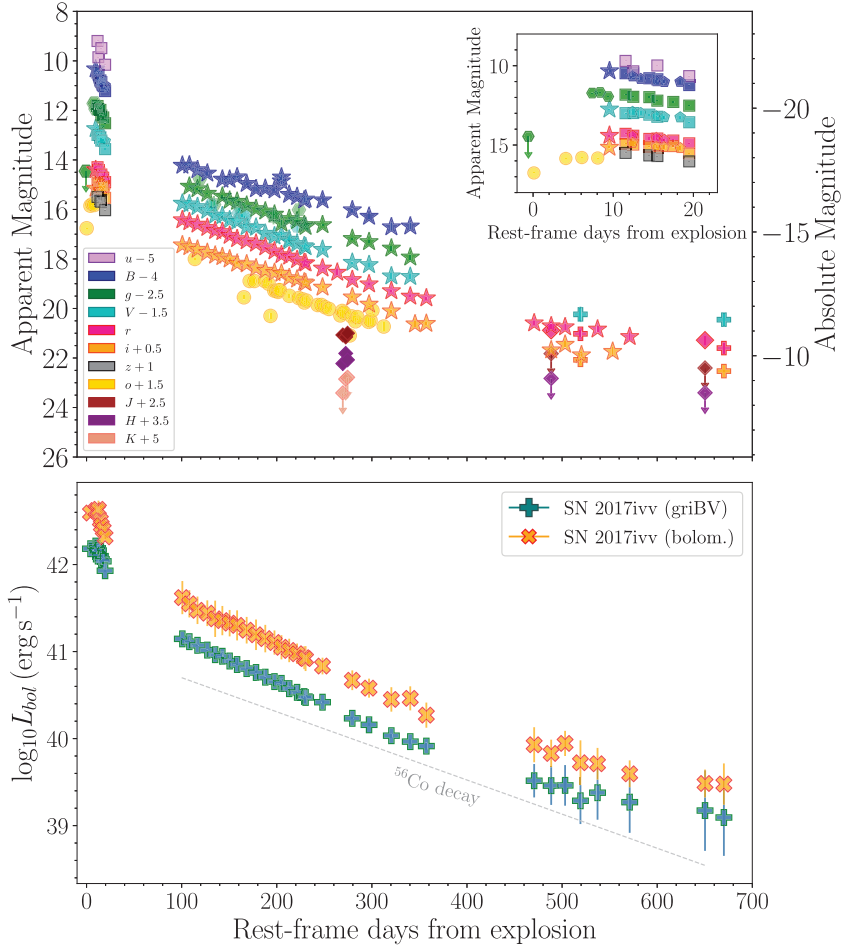 8
10
12
14
16
18
20
22
24
26
Apparent Magnitude
−20
−15
−10
Absolute Magnitude
10
15
Apparent Magnitude
0
10
20
Rest-frame days from explosion
u − 5
B − 4
g − 2.5
V − 1.5
r
i + 0.5
z + 1
o + 1.5
J + 2.5
H + 3.5
K + 5
SN 2017ivv (griBV)
SN 2017ivv (bolom.)
42
41
40
39
log₁₀ L_bol (erg s⁻¹)
⁵⁶Co decay
0 100 200 300 400 500 600 700
Rest-frame days from explosion